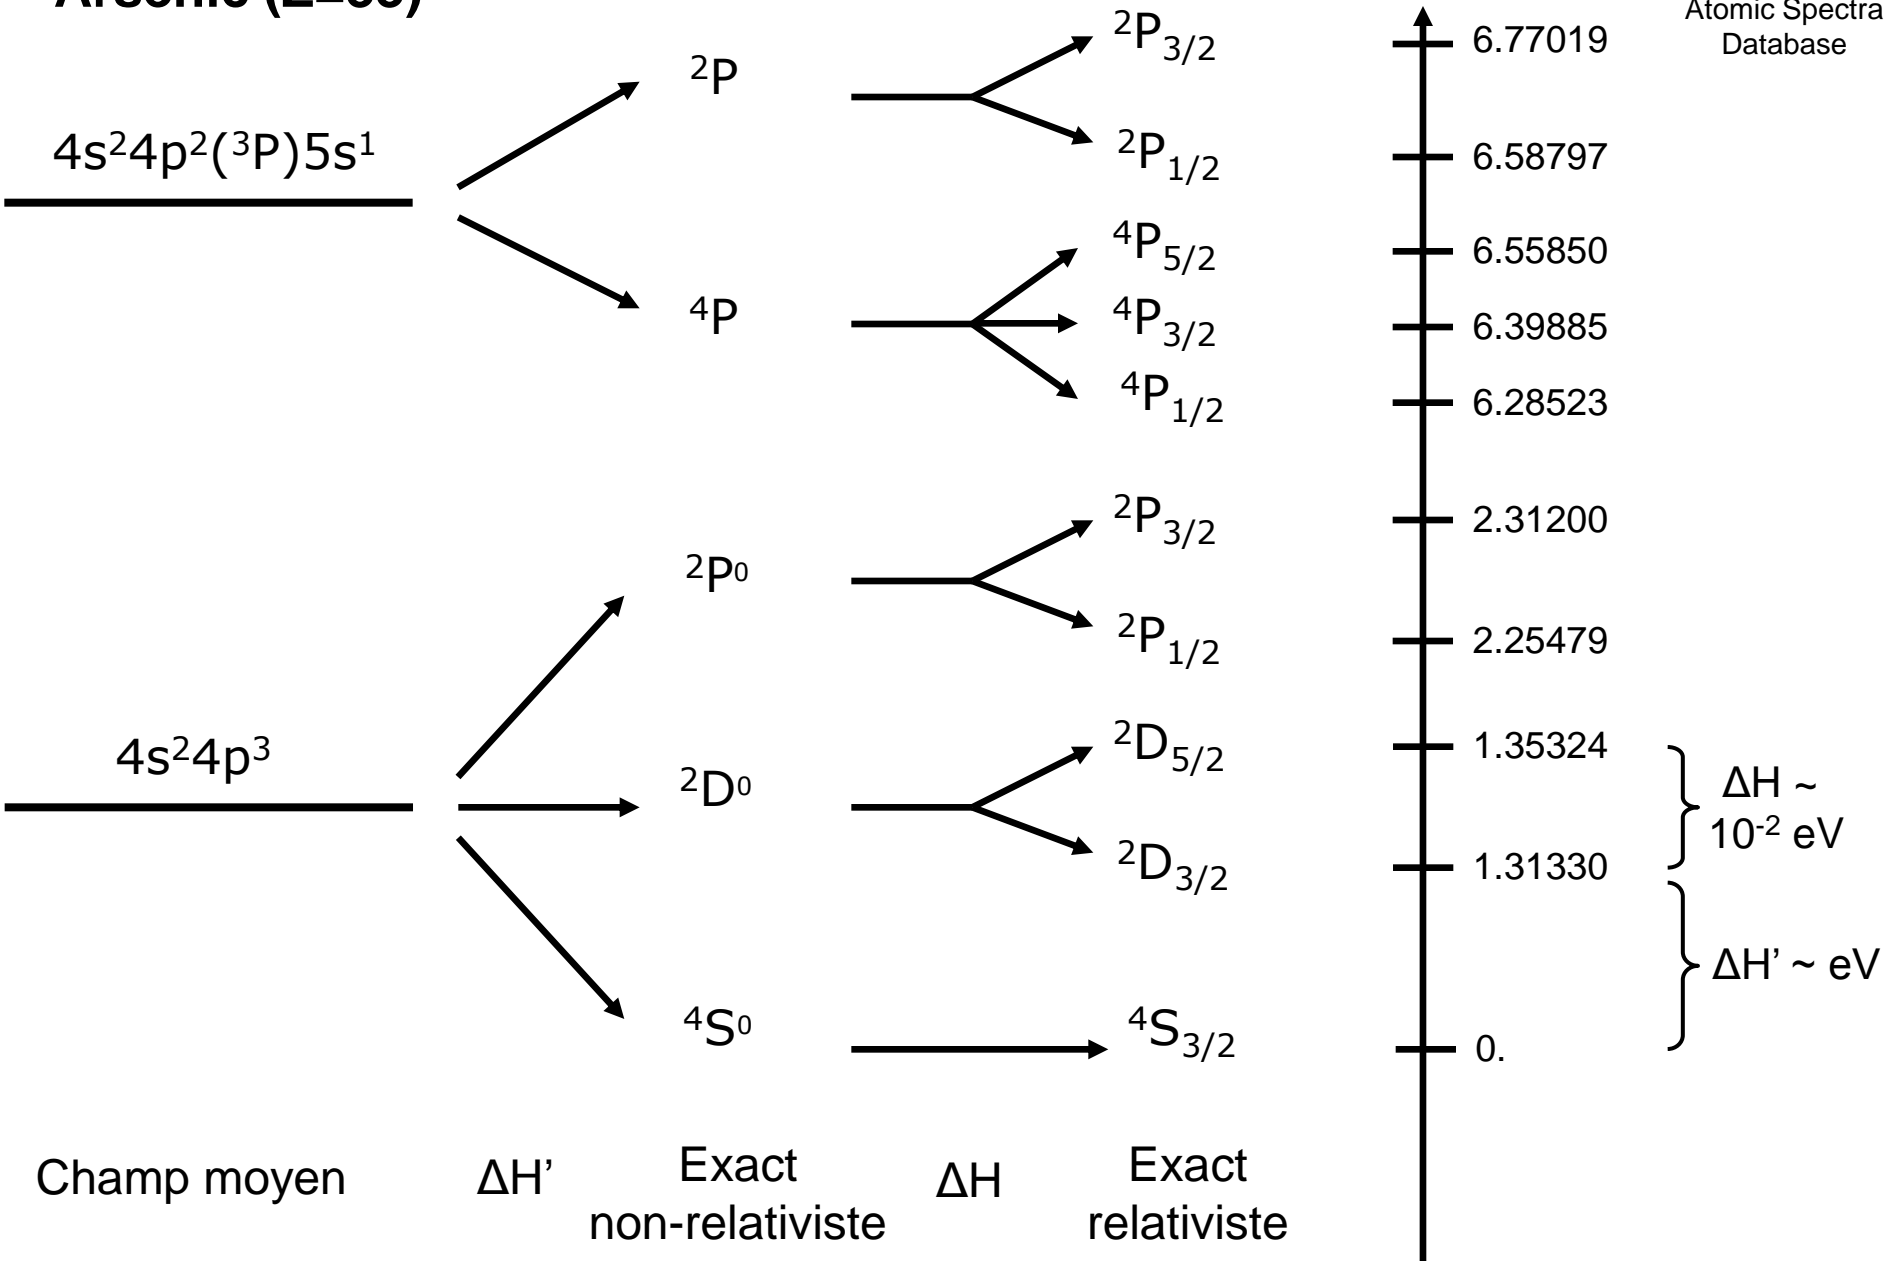 Arsenic (Z=33)
Atomic Spectra
Database
4s²4p²(³P)5s¹
²P
⁴P
²P₃/₂
²P₁/₂
⁴P₅/₂
⁴P₃/₂
⁴P₁/₂
6.77019
6.58797
6.55850
6.39885
6.28523
4s²4p³
²P⁰
²D⁰
⁴S⁰
²P₃/₂
²P₁/₂
²D₅/₂
²D₃/₂
⁴S₃/₂
2.31200
2.25479
1.35324
1.31330
0.
ΔH ~
10⁻² eV
ΔH’ ~ eV
Champ moyen
ΔH’
Exact
non-relativiste
ΔH
Exact
relativiste